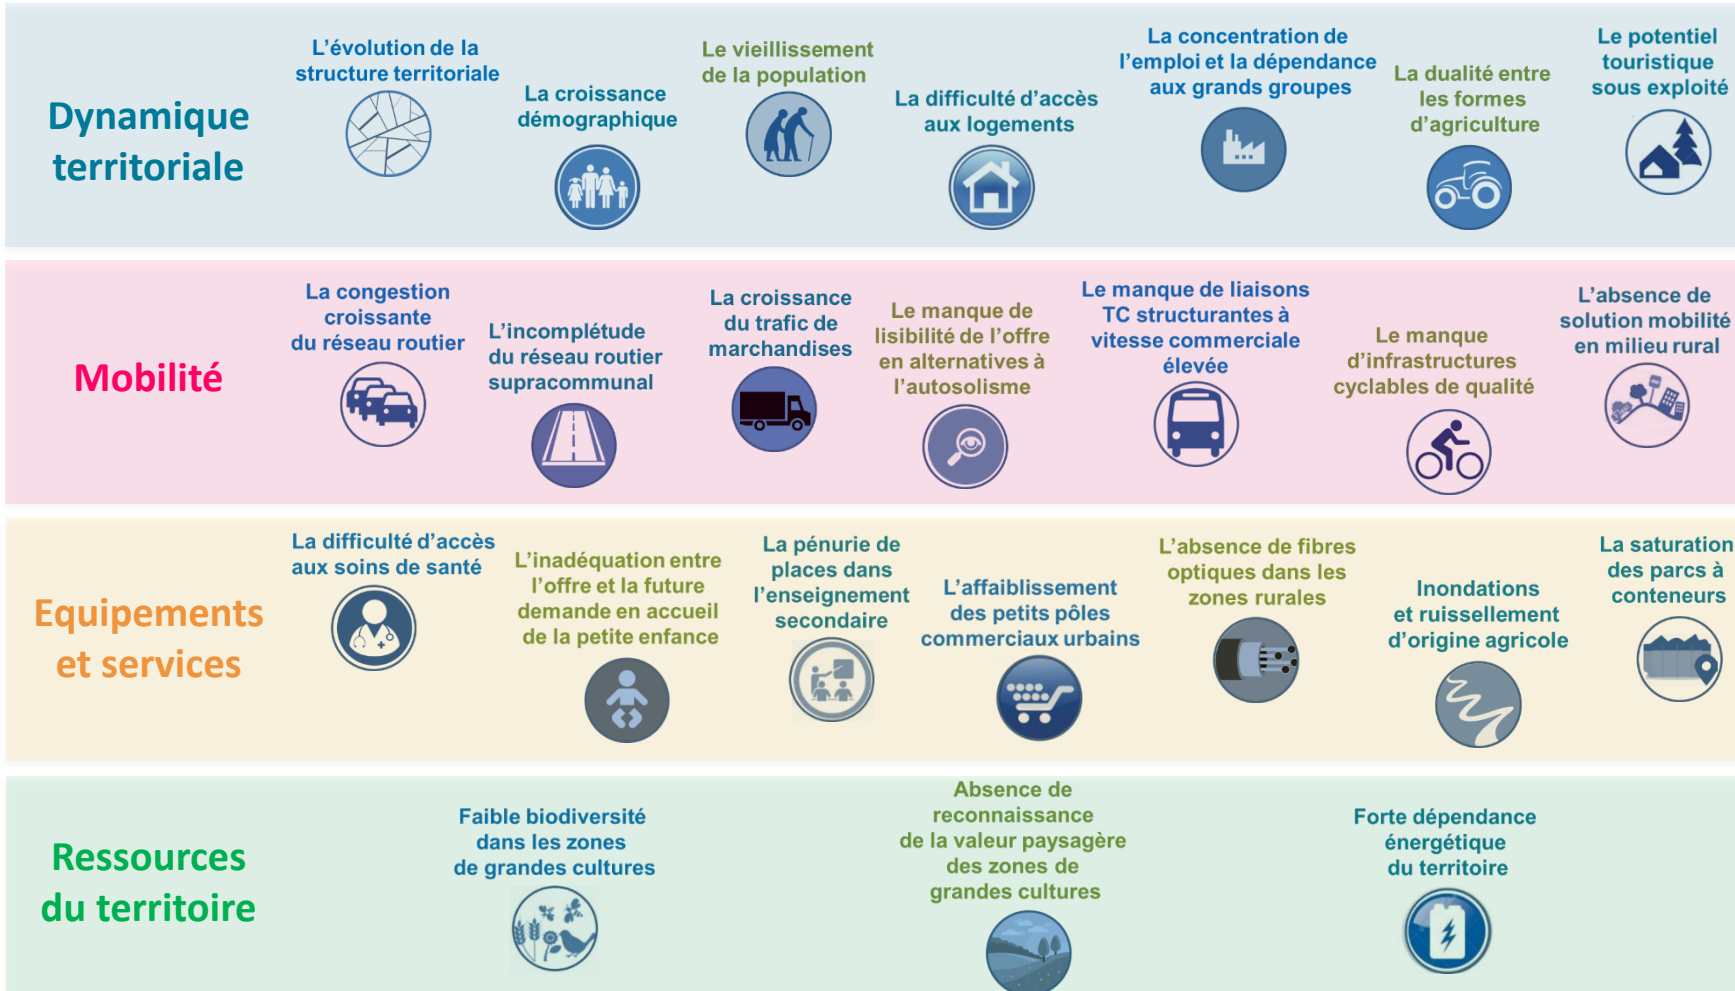 Dynamique
territoriale
L'évolution de la
structure territoriale
La croissance
démographique
Le vieillissement
de la population
La difficulté d'accès
aux logements
La concentration de
l'emploi et la dépendance
aux grands groupes
La dualité entre
les formes
d'agriculture
Le potentiel
touristique
sous exploité
Mobilité
La congestion
croissante
du réseau routier
L'incomplétude
du réseau routier
supracommunal
La croissance
du trafic de
marchandises
Le manque de
lisibilité de l'offre
en alternatives à
l'autosolisme
Le manque de liaisons
TC structurantes à
vitesse commerciale
élevée
Le manque
d'infrastructures
cyclables de qualité
L'absence de
solution mobilité
en milieu rural
Equipements
et services
La difficulté d'accès
aux soins de santé
L'inadéquation entre
l'offre et la future
demande en accueil
de la petite enfance
La pénurie de
places dans
l'enseignement
secondaire
L'affaiblissement
des petits pôles
commerciaux urbains
L'absence de fibres
optiques dans les
zones rurales
Inondations
et ruissellement
d'origine agricole
La saturation
des parcs à
conteneurs
Ressources
du territoire
Faible biodiversité
dans les zones
de grandes cultures
Absence de
reconnaissance
de la valeur paysagère
des zones de
grandes cultures
Forte dépendance
énergétique
du territoire